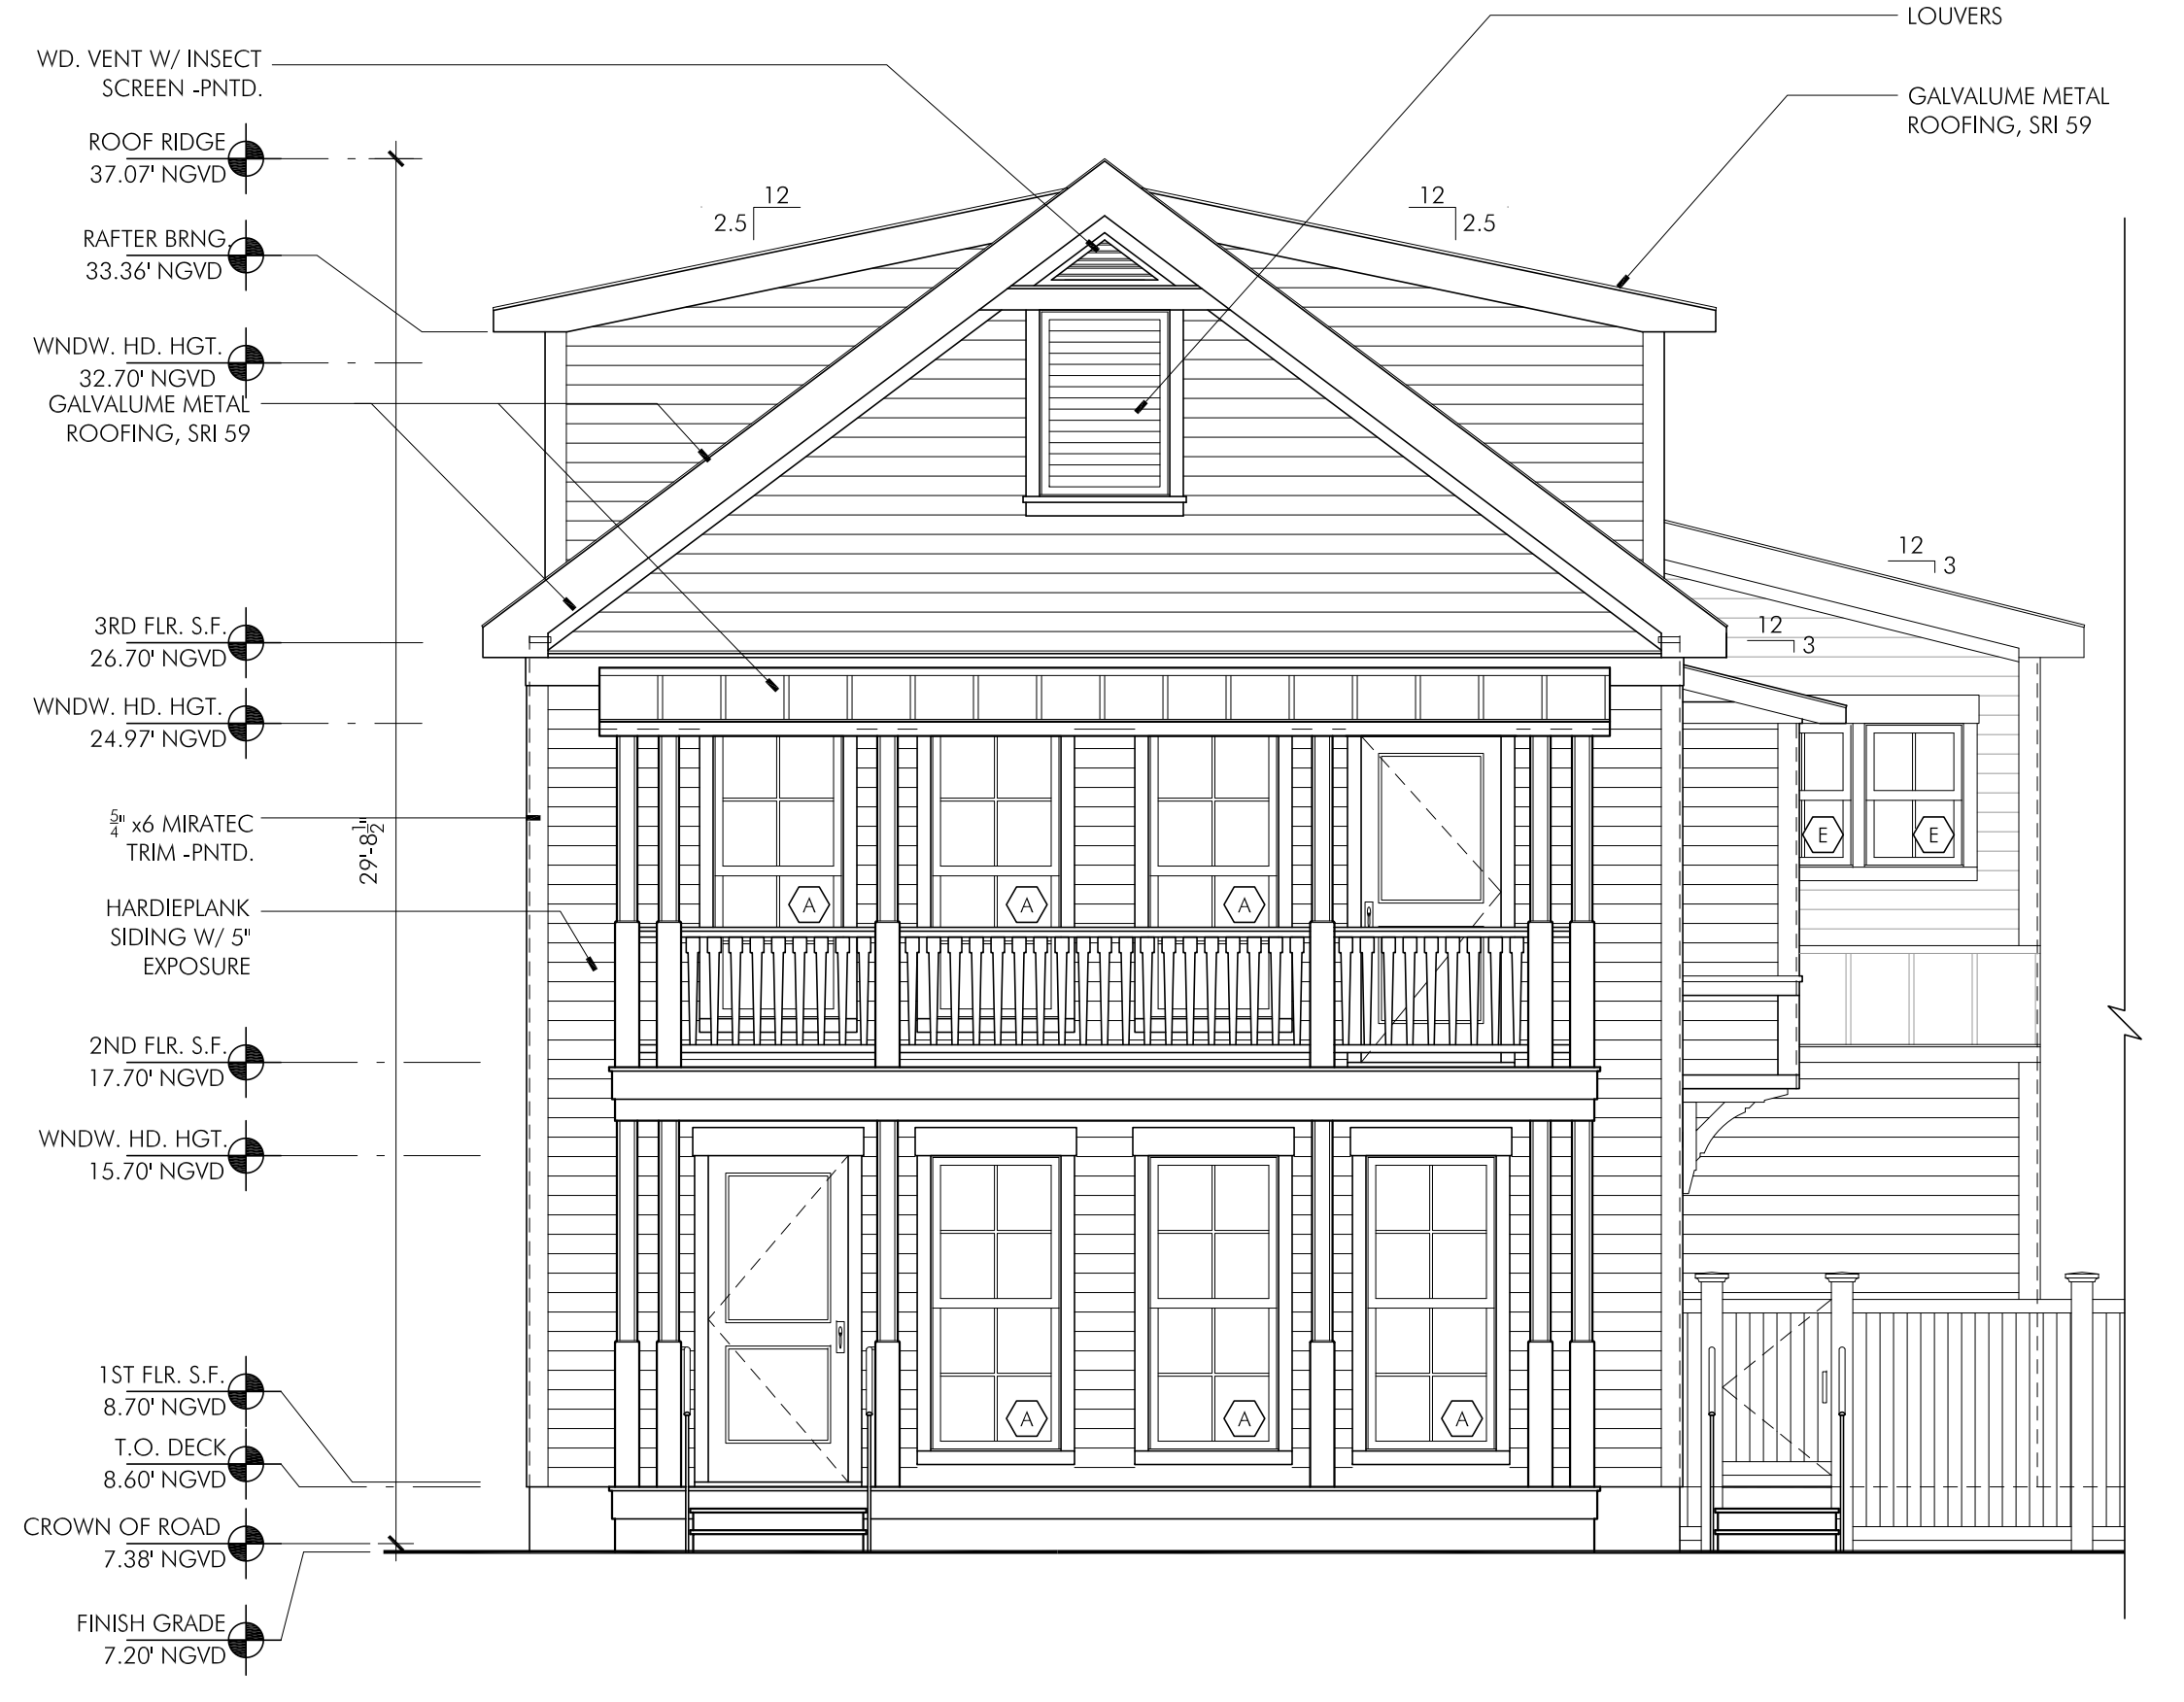 LOUVERS
WD. VENT W/ INSECT
SCREEN -PNTD.
GALVALUME METAL
ROOFING, SRI 59
ROOF RIDGE
37.07' NGVD
12
2.5
12
2.5
RAFTER BRNG.
33.36' NGVD
WNDW. HD. HGT.
32.70' NGVD
GALVALUME METAL
ROOFING, SRI 59
12
3
3RD FLR. S.F.
26.70' NGVD
12
3
WNDW. HD. HGT.
24.97' NGVD
5/4" x6 MIRATEC
TRIM -PNTD.
29'-8 1/2"
E
E
A
A
A
HARDIEPLANK
SIDING W/ 5"
EXPOSURE
2ND FLR. S.F.
17.70' NGVD
WNDW. HD. HGT.
15.70' NGVD
1ST FLR. S.F.
8.70' NGVD
A
A
A
T.O. DECK
8.60' NGVD
CROWN OF ROAD
7.38' NGVD
FINISH GRADE
7.20' NGVD